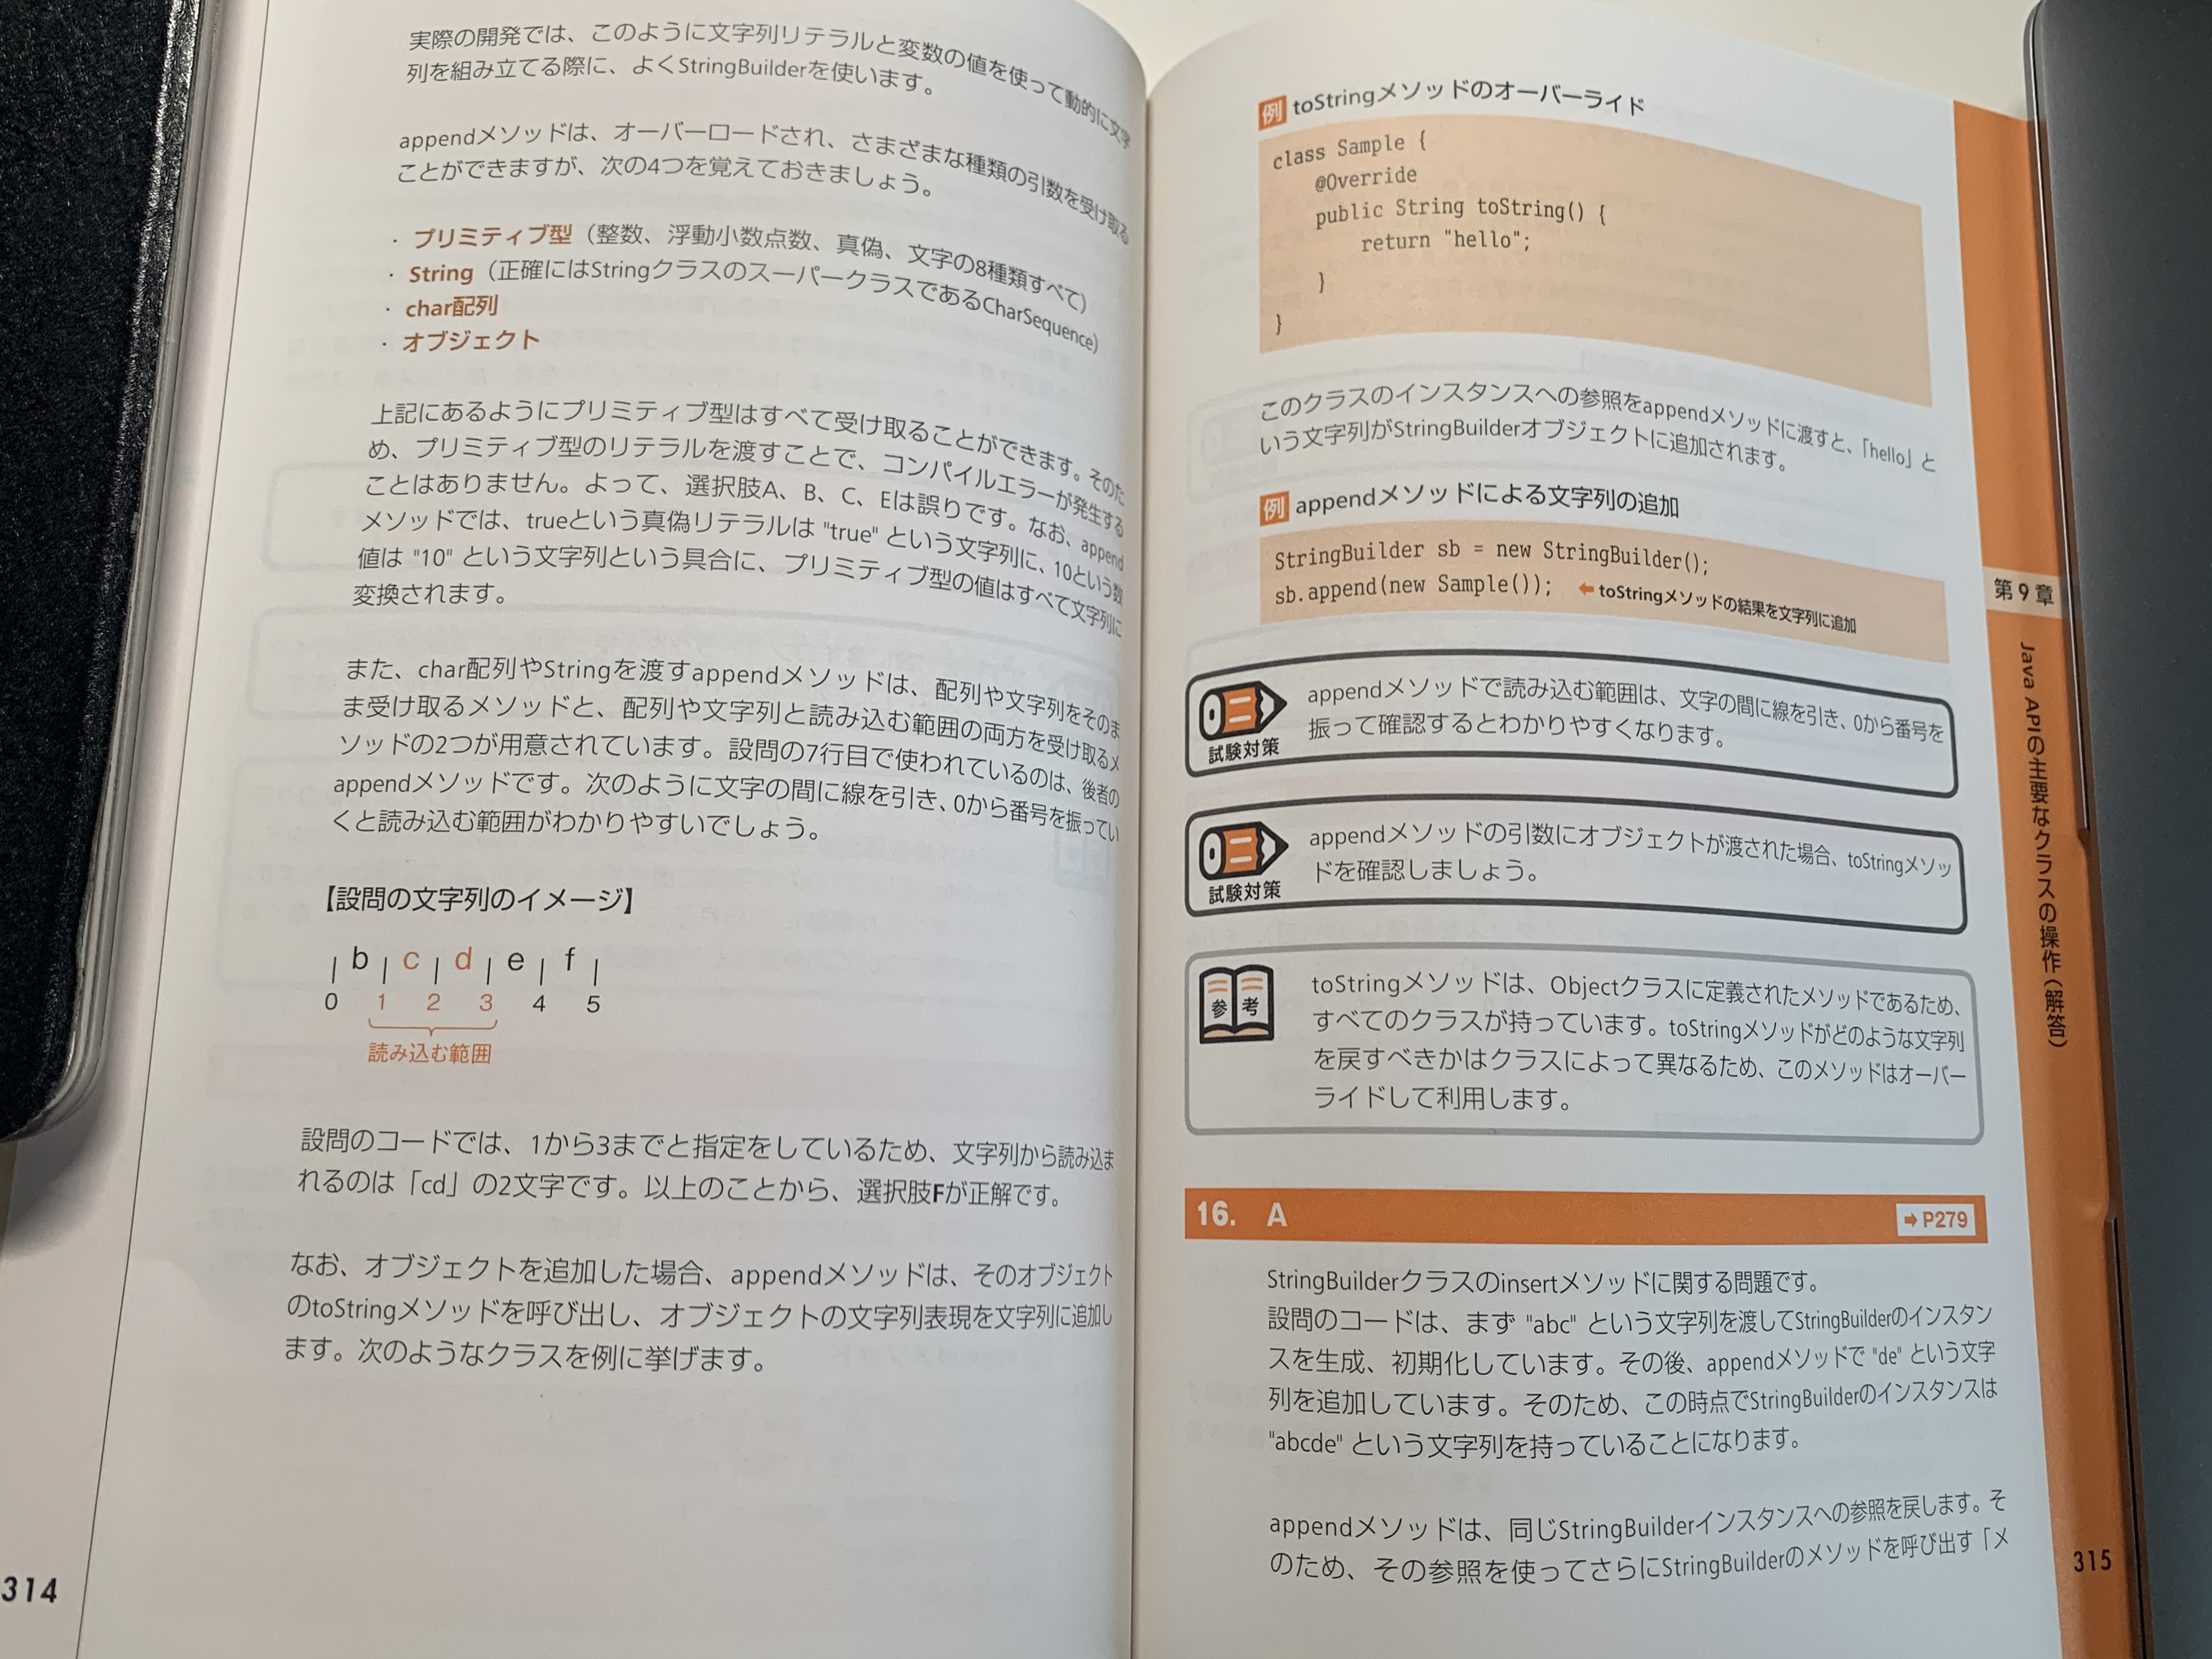 実際の開発では、このように文字列リテラルと変数の値を使って動的に文字
列を組み立てる際に、よくStringBuilderを使います。
appendメソッドは、オーバーロードされ、さまざまな種類の引数を受け取る
ことができますが、次の4つを覚えておきましょう。
・プリミティブ型（整数、浮動小数点数、真偽、文字の8種類すべて）
・String（正確にはStringクラスのスーパークラスであるCharSequence）
・char配列
・オブジェクト
上記にあるようにプリミティブ型はすべて受け取ることができます。そのた
め、プリミティブ型のリテラルを渡すことで、コンパイルエラーが発生する
ことはありません。よって、選択肢A、B、C、Eは誤りです。なお、append
メソッドでは、trueという真偽リテラルは "true" という文字列に、10という数
値は "10" という文字列という具合に、プリミティブ型の値はすべて文字列に
変換されます。
また、char配列やStringを渡すappendメソッドは、配列や文字列をそのま
ま受け取るメソッドと、配列や文字列と読み込む範囲の両方を受け取るメ
ソッドの2つが用意されています。設問の7行目で使われているのは、後者の
appendメソッドです。次のように文字の間に線を引き、0から番号を振ってい
くと読み込む範囲がわかりやすいでしょう。
【設問の文字列のイメージ】
| b | c | d | e | f |
0 1 2 3 4 5
読み込む範囲
設問のコードでは、1から3までと指定をしているため、文字列から読み込ま
れるのは「cd」の2文字です。以上のことから、選択肢Fが正解です。
なお、オブジェクトを追加した場合、appendメソッドは、そのオブジェクト
のtoStringメソッドを呼び出し、オブジェクトの文字列表現を文字列に追加し
ます。次のようなクラスを例に挙げます。
314
例 toStringメソッドのオーバーライド
class Sample {
@Override
public String toString() {
return "hello";
}
}
このクラスのインスタンスへの参照をappendメソッドに渡すと、「hello」と
いう文字列がStringBuilderオブジェクトに追加されます。
例 appendメソッドによる文字列の追加
StringBuilder sb = new StringBuilder();
sb.append(new Sample()); ⬅ toStringメソッドの結果を文字列に追加
試験対策
appendメソッドで読み込む範囲は、文字の間に線を引き、0から番号を
振って確認するとわかりやすくなります。
試験対策
appendメソッドの引数にオブジェクトが渡された場合、toStringメソッ
ドを確認しましょう。
参考
toStringメソッドは、Objectクラスに定義されたメソッドであるため、
すべてのクラスが持っています。toStringメソッドがどのような文字列
を戻すべきかはクラスによって異なるため、このメソッドはオーバー
ライドして利用します。
16. A ➡P279
StringBuilderクラスのinsertメソッドに関する問題です。
設問のコードは、まず "abc" という文字列を渡してStringBuilderのインスタン
スを生成、初期化しています。その後、appendメソッドで "de" という文字
列を追加しています。そのため、この時点でStringBuilderのインスタンスは
"abcde" という文字列を持っていることになります。
appendメソッドは、同じStringBuilderインスタンスへの参照を戻します。そ
のため、その参照を使ってさらにStringBuilderのメソッドを呼び出す「メ
第9章
Java APIの主要なクラスの操作（解答）
315